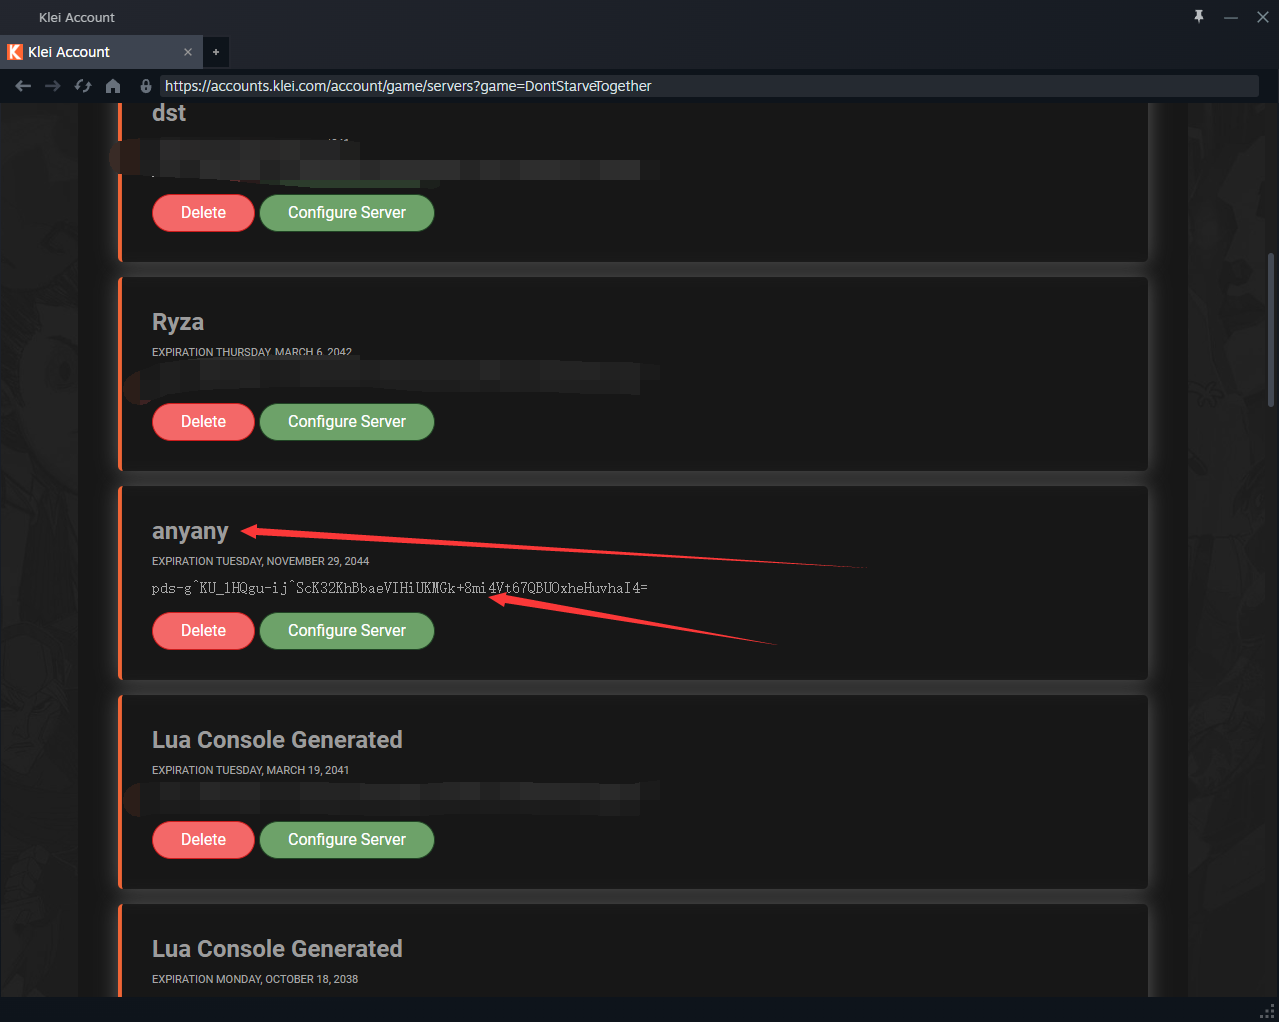 Klei Account
Klei Account
https://accounts.klei.com/account/game/servers?game=DontStarveTogether
dst
Delete
Configure Server
Ryza
EXPIRATION THURSDAY, MARCH 6, 2042
Delete
Configure Server
anyany
EXPIRATION TUESDAY, NOVEMBER 29, 2044
pds-g^KU_1HQgu-ij^ScK32KhBbaeVIHiUKMGk+8mi4Vt67QBUOxheHuvhaI4=
Delete
Configure Server
Lua Console Generated
EXPIRATION TUESDAY, MARCH 19, 2041
Delete
Configure Server
Lua Console Generated
EXPIRATION MONDAY, OCTOBER 18, 2038